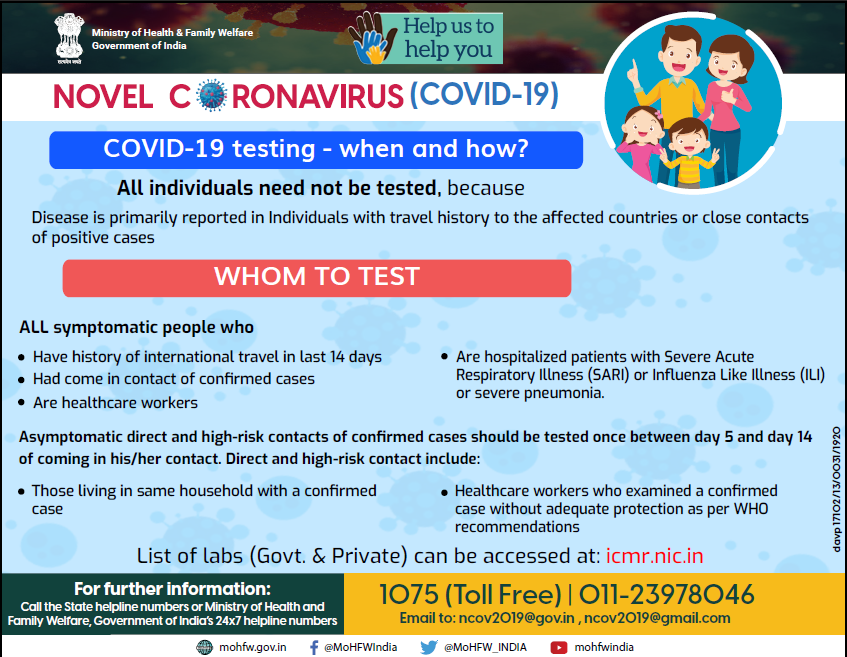 Ministry of Health & Family Welfare
Government of India
सत्यमेव जयते
Help us to
help you
NOVEL CORONAVIRUS (COVID-19)
COVID-19 testing - when and how?
All individuals need not be tested, because
Disease is primarily reported in Individuals with travel history to the affected countries or close contacts
of positive cases
WHOM TO TEST
ALL symptomatic people who
• Have history of international travel in last 14 days
• Had come in contact of confirmed cases
• Are healthcare workers
• Are hospitalized patients with Severe Acute
Respiratory Illness (SARI) or Influenza Like Illness (ILI)
or severe pneumonia.
Asymptomatic direct and high-risk contacts of confirmed cases should be tested once between day 5 and day 14
of coming in his/her contact. Direct and high-risk contact include:
• Those living in same household with a confirmed
case
• Healthcare workers who examined a confirmed
case without adequate protection as per WHO
recommendations
List of labs (Govt. & Private) can be accessed at: icmr.nic.in
davp 17102/13/0031/1920
For further information:
Call the State helpline numbers or Ministry of Health and
Family Welfare, Government of India's 24x7 helpline numbers
1075 (Toll Free) | 011-23978046
Email to: ncov2019@gov.in , ncov2019@gmail.com
mohfw.gov.in
@MoHFWIndia
@MoHFW_INDIA
mohfwindia